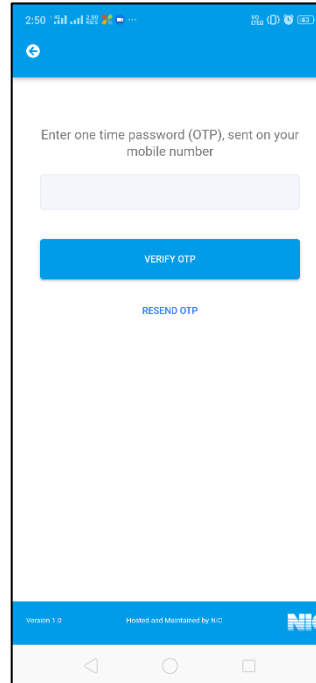 2:50
43
Enter one time password (OTP), sent on your
mobile number
VERIFY OTP
RESEND OTP
Version 1.0 Hosted and Maintained by NIC NIC